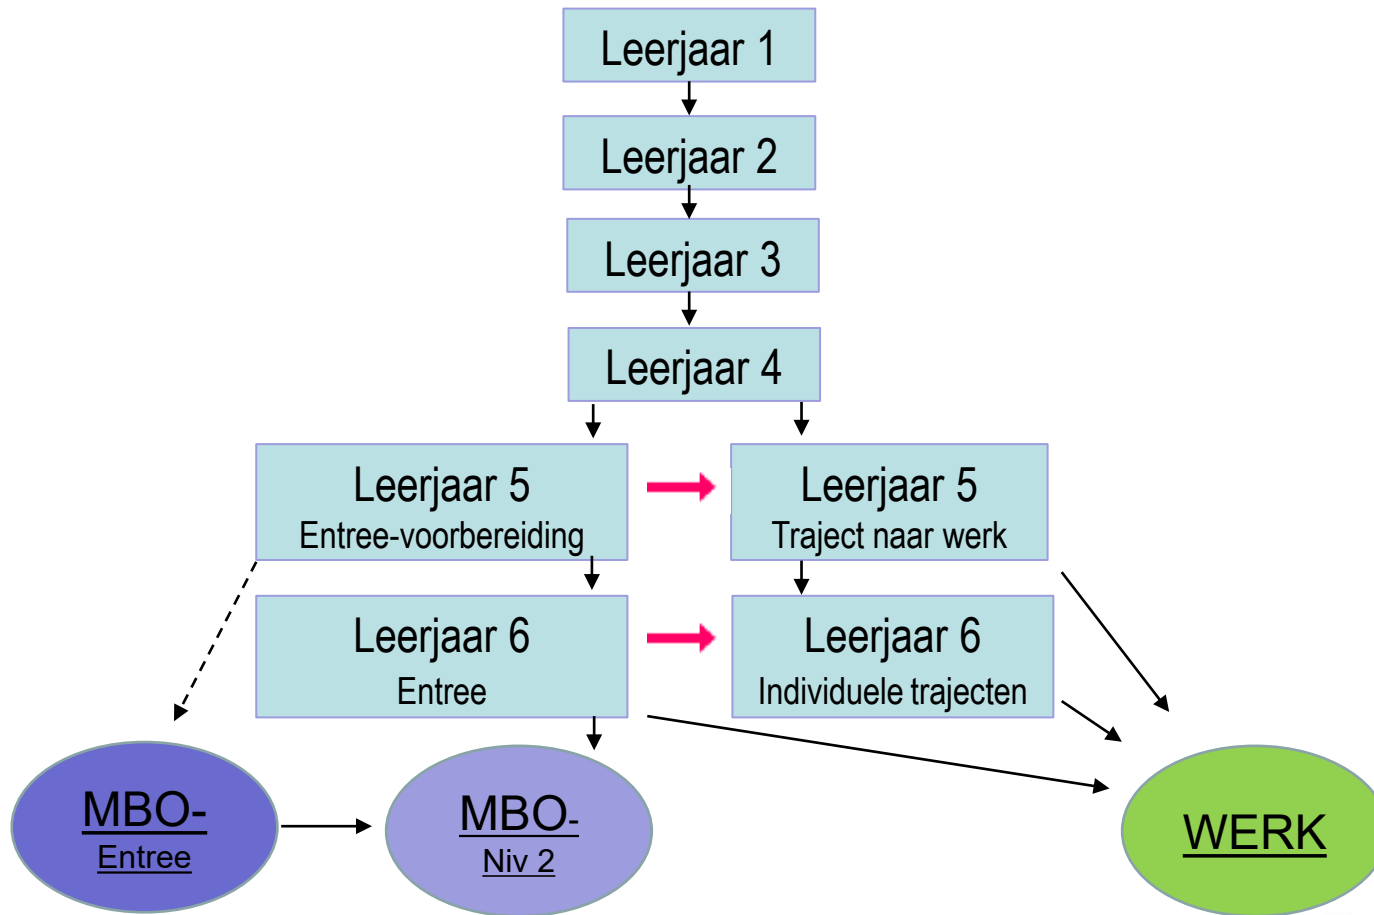 Leerjaar 1
Leerjaar 2
Leerjaar 3
Leerjaar 4
Leerjaar 5
Entree-voorbereiding
Leerjaar 5
Traject naar werk
Leerjaar 6
Entree
Leerjaar 6
Individuele trajecten
MBO-
Entree
MBO-
Niv 2
WERK